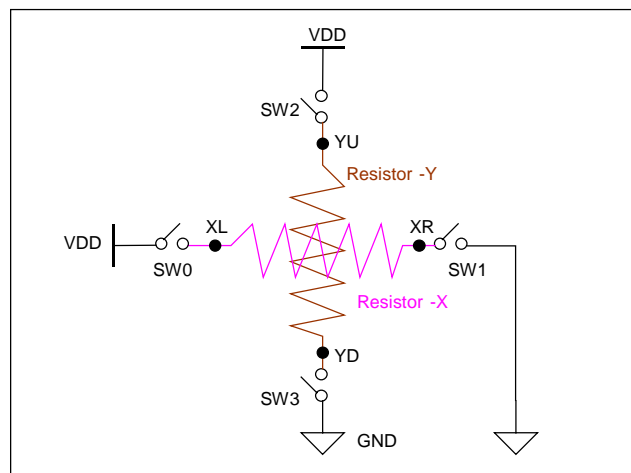 VDD
SW2
YU
Resistor -Y
XL
XR
VDD
SW0
SW1
Resistor -X
YD
SW3
GND